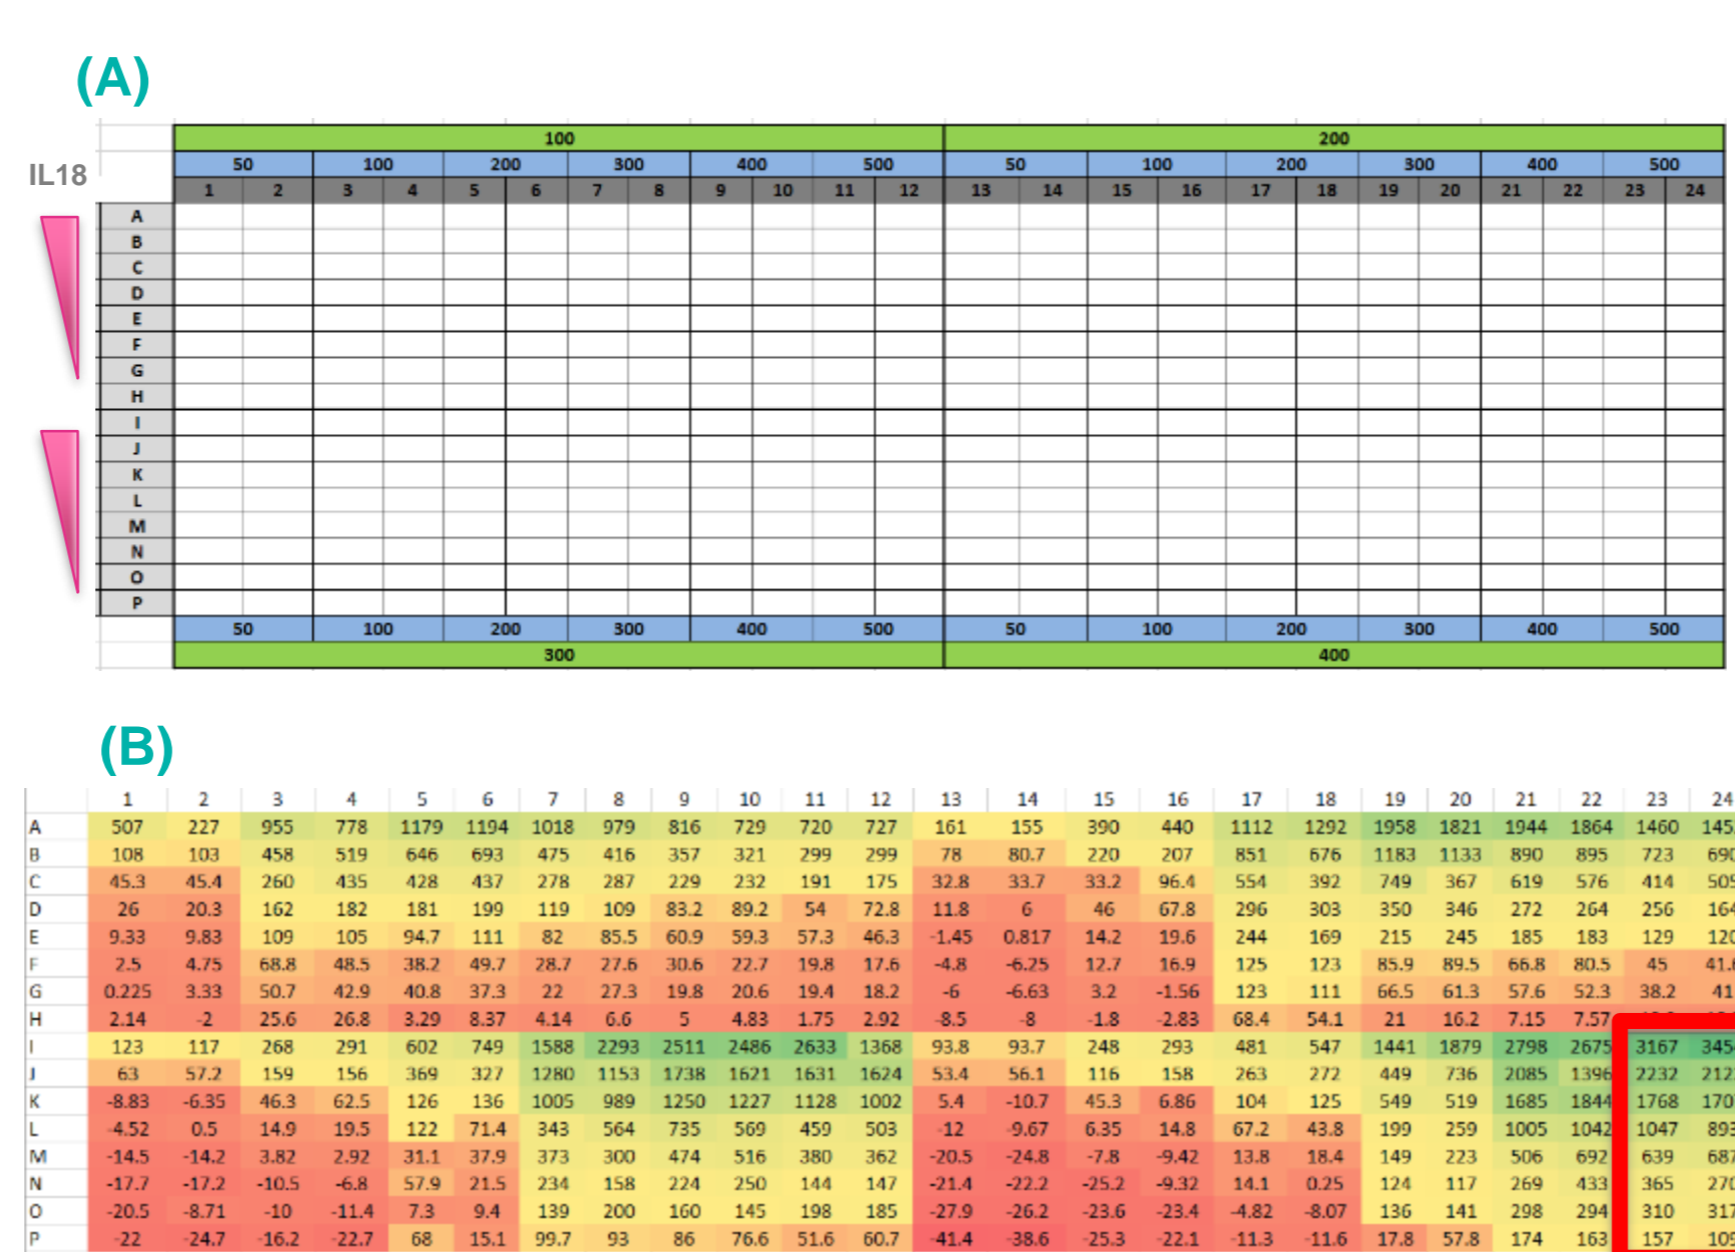 (A)
100 200
IL18
50 100 200 300 400 500 50 100 200 300 400 500
1 2 3 4 5 6 7 8 9 10 11 12 13 14 15 16 17 18 19 20 21 22 23 24
A
B
C
D
E
F
G
H
I
J
K
L
M
N
O
P
50 100 200 300 400 500 50 100 200 300 400 500
300 400
(B)
1 2 3 4 5 6 7 8 9 10 11 12 13 14 15 16 17 18 19 20 21 22 23 24
A 507 227 955 778 1179 1194 1018 979 816 729 720 727 161 155 390 440 1112 1292 1958 1821 1944 1864 1460
B 108 103 458 519 646 693 475 416 357 321 299 299 78 80.7 220 207 851 676 1183 1133 890 895 723 690
C 45.3 45.4 260 435 428 437 278 287 229 232 191 175 32.8 33.7 33.2 96.4 554 392 749 367 619 576 414 505
D 26 20.3 162 182 181 199 119 109 83.2 89.2 54 72.8 11.8 6 46 67.8 296 303 350 346 272 264 256 164
E 9.33 9.83 109 105 94.7 111 82 85.5 60.9 59.3 57.3 46.3 -1.45 0.817 14.2 19.6 244 169 215 245 185 183 129 120
F 2.5 4.75 68.8 48.5 38.2 49.7 28.7 27.6 30.6 22.7 19.8 17.6 -4.8 -6.25 12.7 16.9 125 123 85.9 89.5 66.8 80.5 45 41.6
G 0.225 3.33 50.7 42.9 40.8 37.3 22 27.3 19.8 20.6 19.4 18.2 -6 -6.63 3.2 -1.56 123 111 66.5 61.3 57.6 52.3 38.2
H 2.14 -2 25.6 26.8 3.29 8.37 4.14 6.6 5 4.83 1.75 2.92 -8.5 -8 -1.8 -2.83 68.4 54.1 21 16.2 7.15 7.57
I 123 117 268 291 602 749 1588 2293 2511 2486 2633 1368 93.8 93.7 248 293 481 547 1441 1879 2798 2675 3167
J 63 57.2 159 156 369 327 1280 1153 1738 1621 1631 1624 53.4 56.1 116 158 263 272 449 736 2085 1396 2232
K -8.83 -6.35 46.3 62.5 126 136 1005 989 1250 1227 1128 1002 5.4 -10.7 45.3 6.86 104 125 549 519 1685 1844 1768
L -4.52 0.5 14.9 19.5 122 71.4 343 564 735 569 459 503 -12 -9.67 6.35 14.8 67.2 43.8 199 259 1005 1042 1047 893
M -14.5 -14.2 3.82 2.92 31.1 37.9 373 300 474 516 380 362 -20.5 -24.8 -7.8 -9.42 13.8 18.4 149 223 506 692 639 687
N -17.7 -17.2 -10.5 -6.8 57.9 21.5 234 158 224 250 144 147 -21.4 -22.2 -25.2 -9.32 14.1 0.25 124 117 269 433 365 270
O -20.5 -8.71 -10 -11.4 7.3 9.4 139 200 160 145 198 185 -27.9 -26.2 -23.6 -23.4 -4.82 -8.07 136 141 298 294 310 317
P -22 -24.7 -16.2 -22.7 68 15.1 99.7 93 86 76.6 51.6 60.7 -41.4 -38.6 -25.3 -22.1 -11.3 -11.6 17.8 57.8 174 163 157